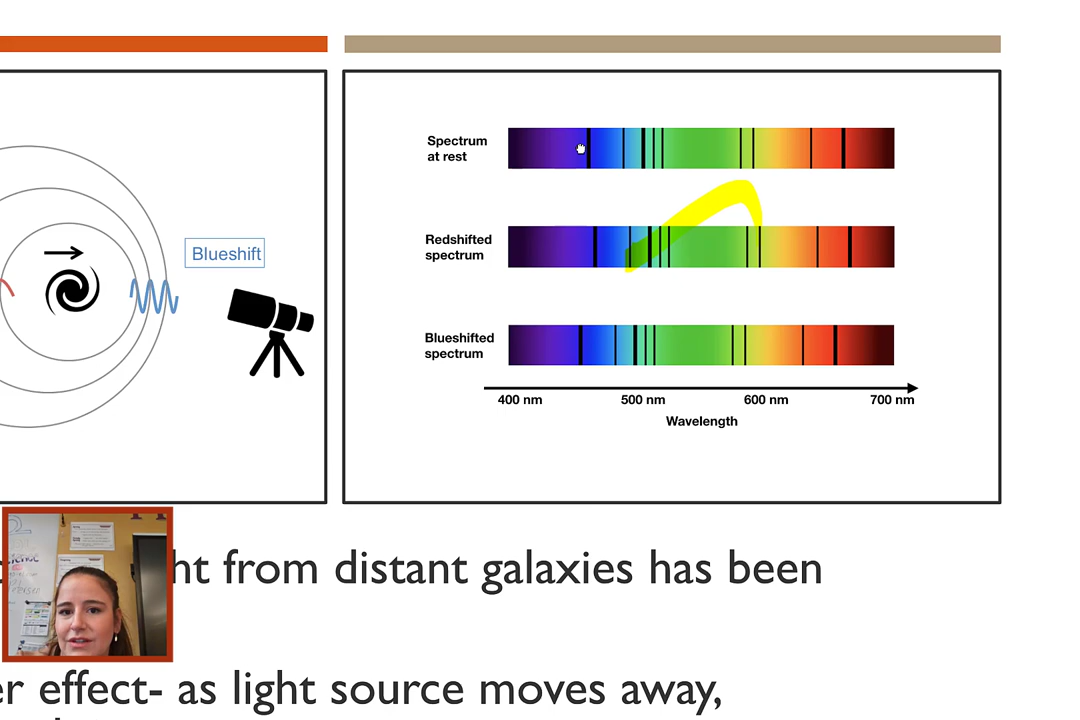 Blueshift
Spectrum
at rest
Redshifted
spectrum
Blueshifted
spectrum
400 nm 500 nm 600 nm 700 nm
Wavelength
ht from distant galaxies has been
er effect- as light source moves away,